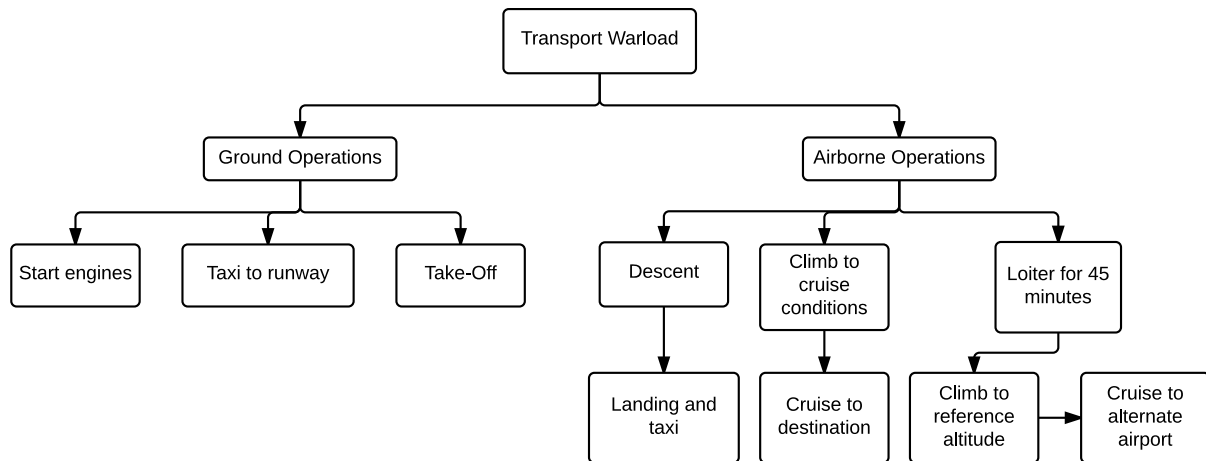 Transport Warload
Ground Operations
Airborne Operations
Start engines
Taxi to runway
Take-Off
Descent
Climb to
cruise
conditions
Loiter for 45
minutes
Landing and
taxi
Cruise to
destination
Climb to
reference
altitude
Cruise to
alternate
airport